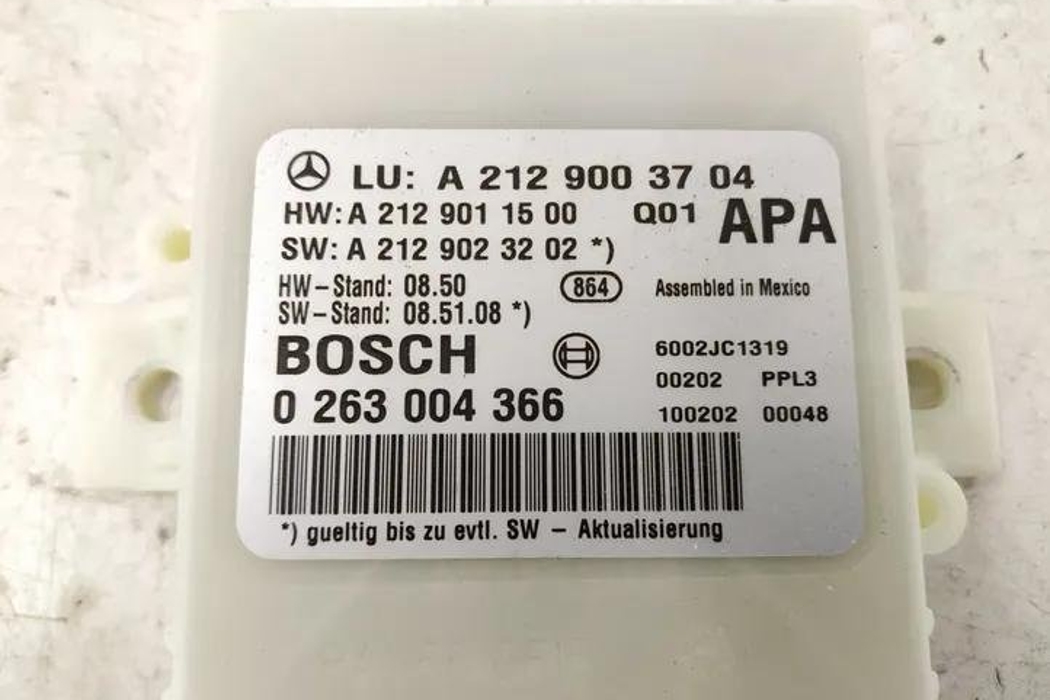 LU: A 212 900 37 04
HW: A 212 901 15 00 Q01 APA
SW: A 212 902 32 02 *)
HW-Stand: 08.50 864 Assembled in Mexico
SW-Stand: 08.51.08 *)
BOSCH 6002JC1319
00202 PPL3
0 263 004 366 100202 00048
*) gueltig bis zu evtl. SW - Aktualisierung